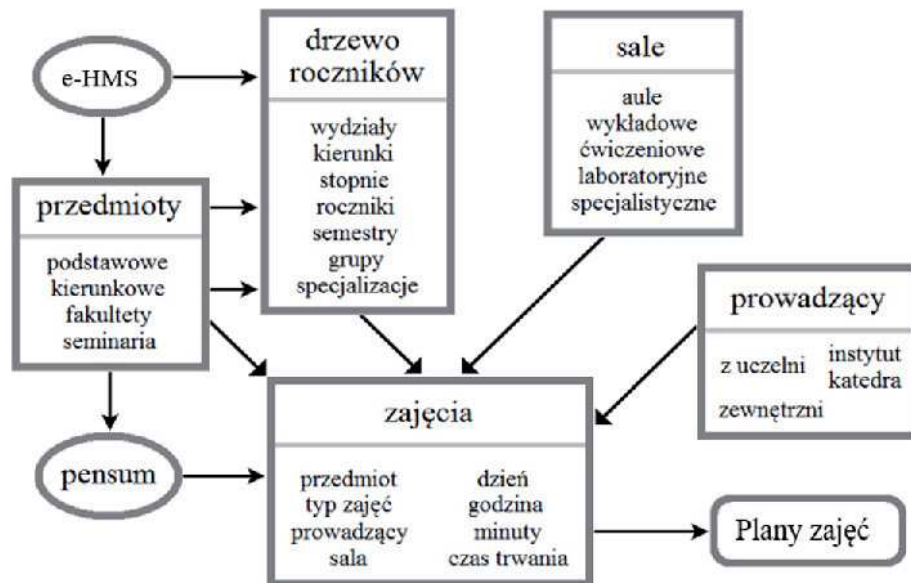 e-HMS
drzewo
roczników
wydziały
kierunki
stopnie
roczniki
semestry
grupy
specjalizacje
sale
aule
wykładowe
ćwiczeniowe
laboratoryjne
specjalistyczne
przedmioty
podstawowe
kierunkowe
fakultety
seminaria
prowadzący
z uczelni
instytut
katedra
zewnętrzni
pensum
zajęcia
przedmiot
typ zajęć
prowadzący
sala
dzień
godzina
minuty
czas trwania
Plany zajęć